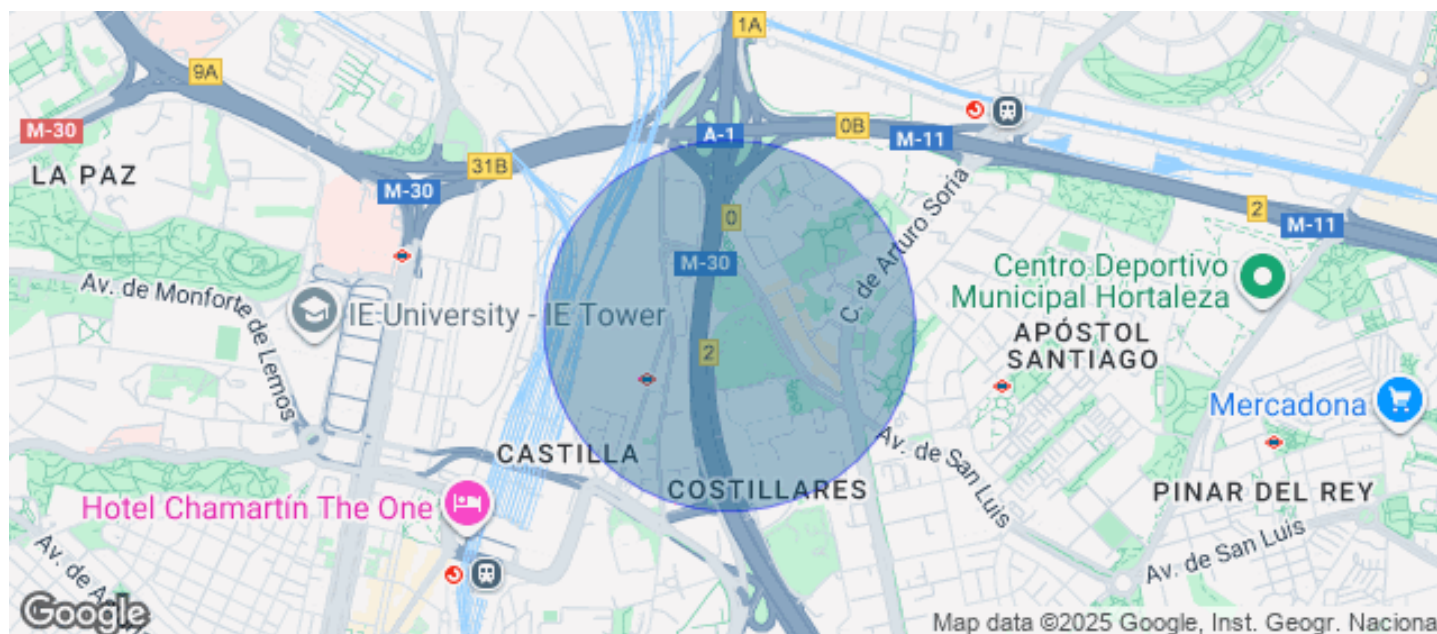 1A
9A
M-30
0B
A-1
M-11
LA PAZ
31B
M-30
2
M-11
0
C. de Arturo Soria
M-30
Centro Deportivo
Municipal Hortaleza
Av. de Monforte
de Lemos
IE University - IE Tower
APÓSTOL
SANTIAGO
2
Mercadona
CASTILLA
Av. de San Luis
COSTILLARES
PINAR DEL REY
Hotel Chamartín The One
Av. de San Luis
Av. de
Google
Map data ©2025 Google, Inst. Geogr. Naciona